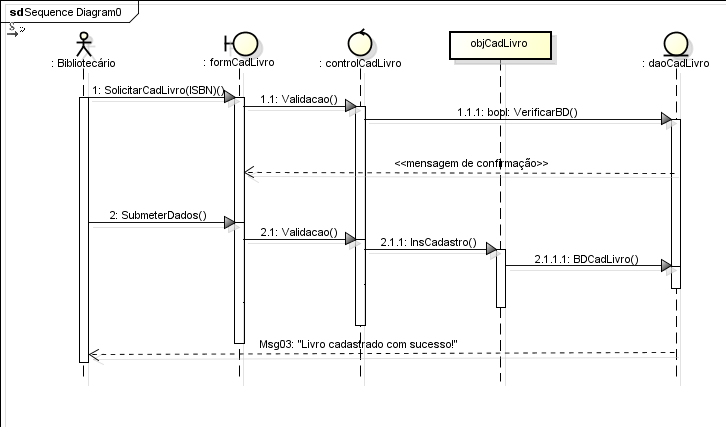 sd Sequence Diagram0
: Bibliotecário
: formCadLivro
: controlCadLivro
objCadLivro
: daoCadLivro
1: SolicitarCadLivro(ISBN)()
1.1: Validacao()
1.1.1: bool: VerificarBD()
<<mensagem de confirmação>>
2: SubmeterDados()
2.1: Validacao()
2.1.1: InsCadastro()
2.1.1.1: BDCadLivro()
Msg03: "Livro cadastrado com sucesso!"